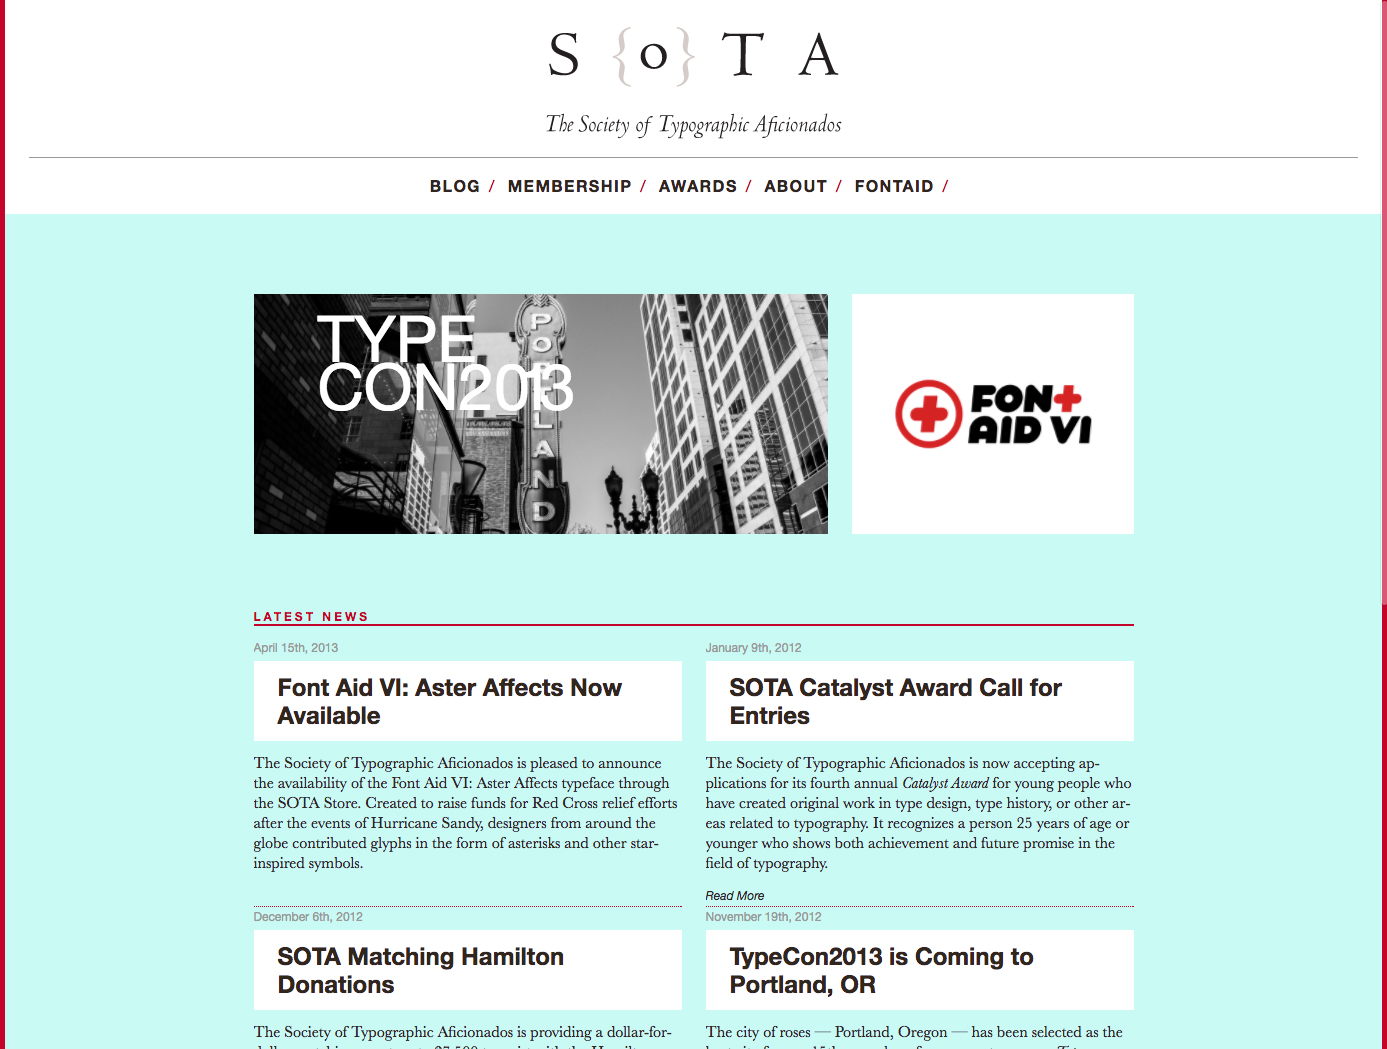 S {o} T A
The Society of Typographic Aficionados
BLOG / MEMBERSHIP / AWARDS / ABOUT / FONTAID /
TYPE
CON2013
PORTLAND
FONT
AID VI
LATEST NEWS
April 15th, 2013
Font Aid VI: Aster Affects Now
Available
The Society of Typographic Aficionados is pleased to announce
the availability of the Font Aid VI: Aster Affects typeface through
the SOTA Store. Created to raise funds for Red Cross relief efforts
after the events of Hurricane Sandy, designers from around the
globe contributed glyphs in the form of asterisks and other star-
inspired symbols.
January 9th, 2012
SOTA Catalyst Award Call for
Entries
The Society of Typographic Aficionados is now accepting ap-
plications for its fourth annual Catalyst Award for young people who
have created original work in type design, type history, or other ar-
eas related to typography. It recognizes a person 25 years of age or
younger who shows both achievement and future promise in the
field of typography.
Read More
December 6th, 2012
SOTA Matching Hamilton
Donations
The Society of Typographic Aficionados is providing a dollar-for-
November 19th, 2012
TypeCon2013 is Coming to
Portland, OR
The city of roses — Portland, Oregon — has been selected as the